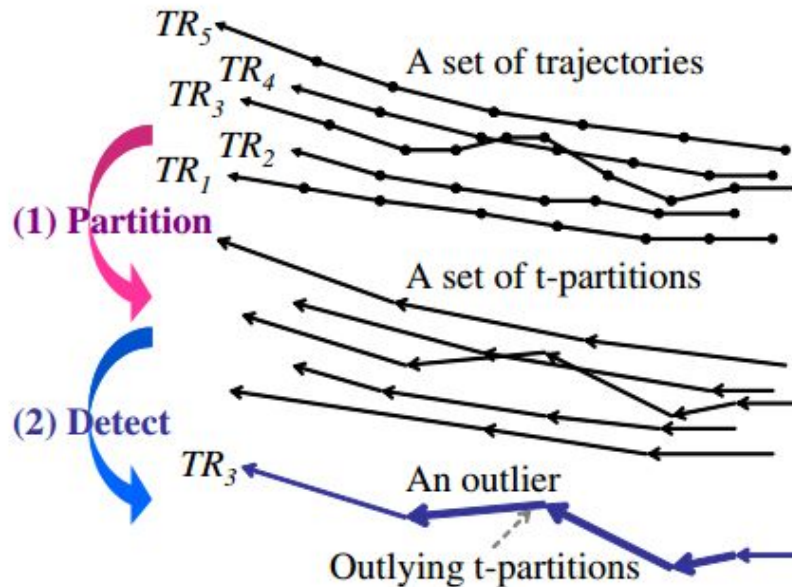 TR5
A set of trajectories
TR4
TR3
TR2
TR1
(1) Partition
A set of t-partitions
(2) Detect
TR3
An outlier
Outlying t-partitions